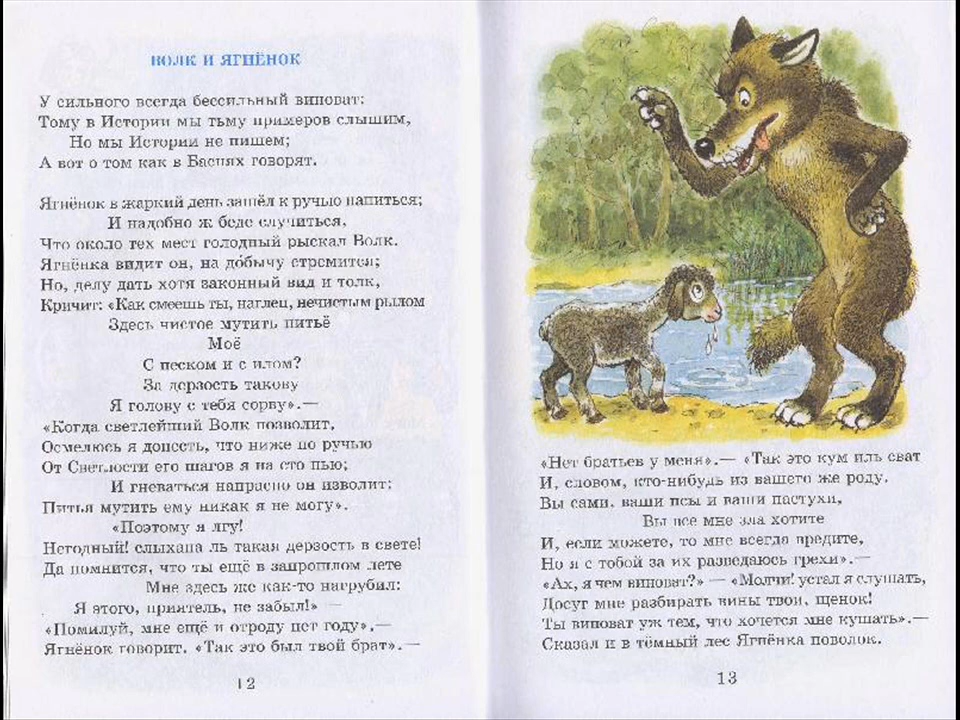 ВОЛК И ЯГНЁНОК
У сильного всегда бессильный виноват:
Тому в Истории мы тьму примеров слышим,
Но мы Истории не пишем;
А вот о том как в Баснях говорят.
Ягнёнок в жаркий день зашёл к ручью напиться;
И надобно ж беде случиться,
Что около тех мест голодный рыскал Волк.
Ягнёнка видит он, на добычу стремится;
Но, делу дать хотя законный вид и толк,
Кричит: «Как смеешь ты, наглец, нечистым рылом
Здесь чистое мутить питьё
Моё
С песком и с илом?
За дерзость такову
Я голову с тебя сорву».—
«Когда светлейший Волк позволит,
Осмелюсь я донесть, что ниже по ручью
От Светлости его шагов я на сто пью;
И гневаться напрасно он изволит:
Питья мутить ему никак я не могу».
«Поэтому я лгу!
Негодный! слыхана ль такая дерзость в свете!
Да помнится, что ты ещё в запрошлом лете
Мне здесь же как-то нагрубил:
Я этого, приятель, не забыл!» —
«Помилуй, мне ещё и отроду нет году».—
Ягнёнок говорит. «Так это был твой брат».—
12
«Нет братьев у меня».— «Так это кум иль сват
И, словом, кто-нибудь из вашего же роду.
Вы сами, ваши псы и ваши пастухи,
Вы все мне зла хотите
И, если можете, то мне всегда вредите,
Но я с тобой за их разведаюсь грехи».—
«Ах, я чем виноват?» — «Молчи! устал я слушать,
Досуг мне разбирать вины твои, щенок!
Ты виноват уж тем, что хочется мне кушать».—
Сказал и в тёмный лес Ягнёнка поволок.
13